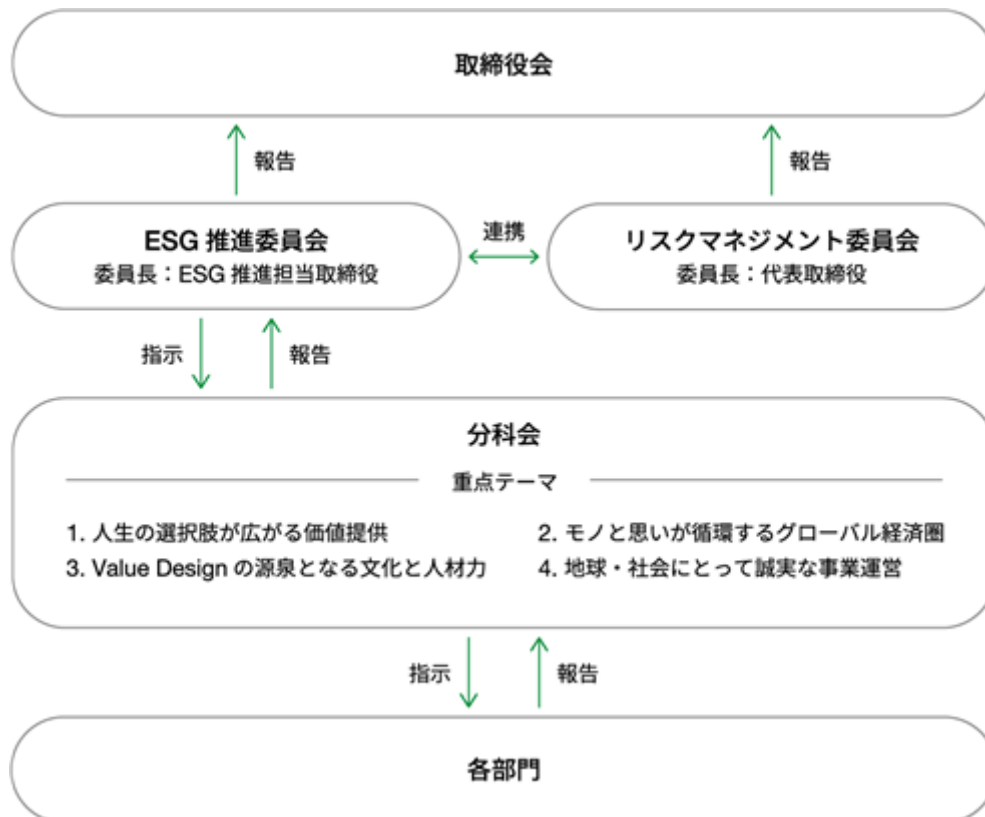 取締役会
報告
報告
ESG 推進委員会
委員長：ESG 推進担当取締役
連携
リスクマネジメント委員会
委員長：代表取締役
指示
報告
分科会
重点テーマ
1. 人生の選択肢が広がる価値提供
2. モノと思いが循環するグローバル経済圏
3. Value Design の源泉となる文化と人材力
4. 地球・社会にとって誠実な事業運営
指示
報告
各部門